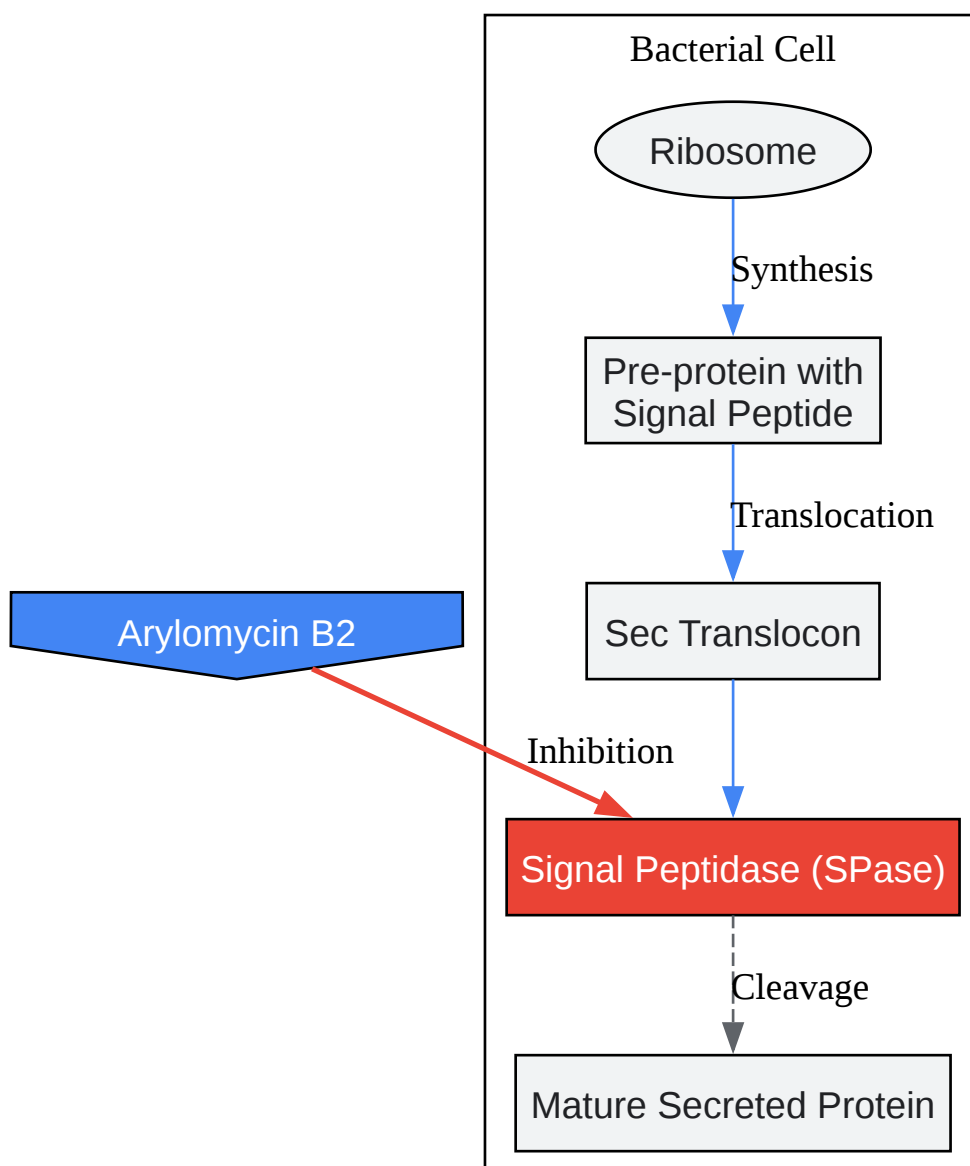 Bacterial Cell
Ribosome
Synthesis
Pre-protein with
Signal Peptide
Translocation
Sec Translocon
Arylomycin B2
Inhibition
Signal Peptidase (SPase)
Cleavage
Mature Secreted Protein